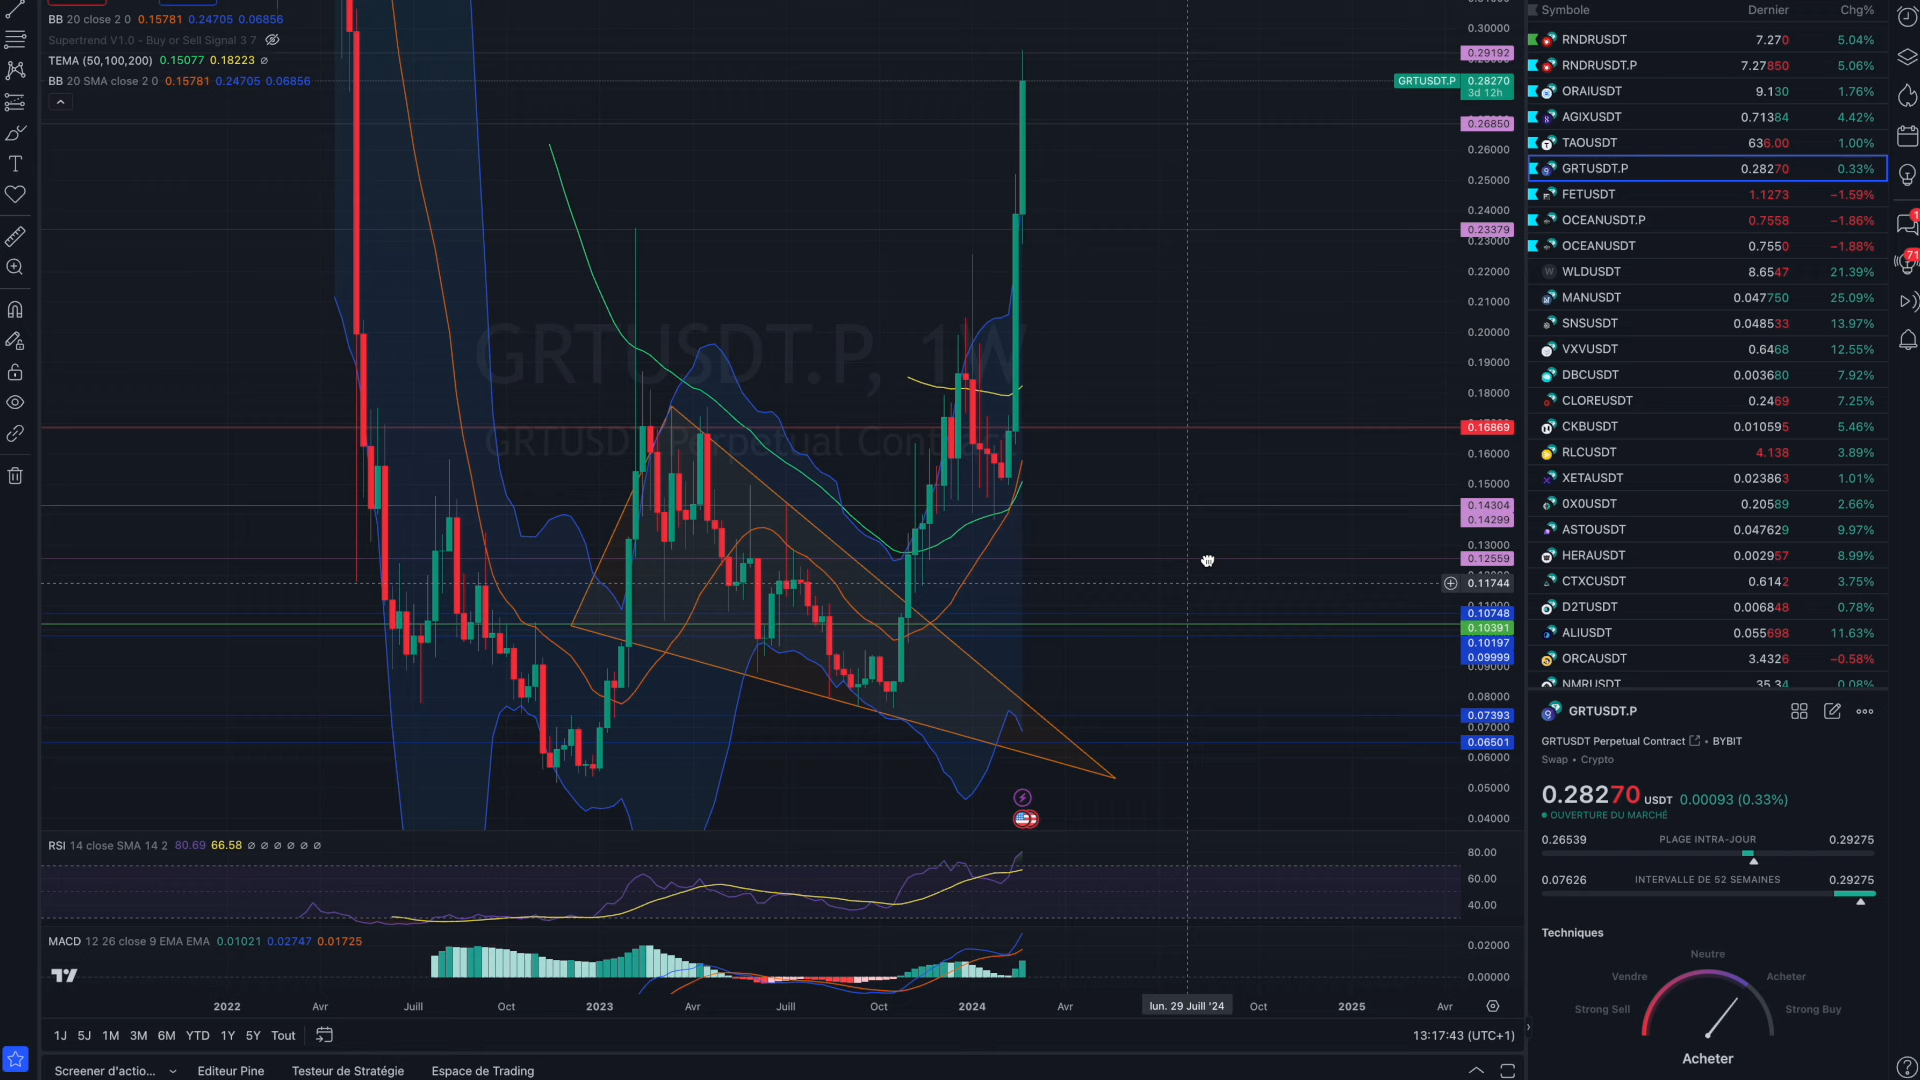 BB 20 close 2 0 0.15781 0.24705 0.06856
Supertrend V1.0 - Buy or Sell Signal 3 7
TEMA (50,100,200) 0.15077 0.18223 ∅
BB 20 SMA close 2 0 0.15781 0.24705 0.06856
GRTUSDT.P, 1W
GRTUSDT Perpetual Contract
0.30000
0.29192
GRTUSDT.P 0.28270
3d 12h
0.26850
0.26000
0.25000
0.24000
0.23379
0.23000
0.22000
0.21000
0.20000
0.19000
0.18000
0.16869
0.16000
0.15000
0.14304
0.14299
0.13000
0.12559
0.11744
0.11000
0.10748
0.10391
0.10197
0.09999
0.09000
0.08000
0.07393
0.07000
0.06501
0.06000
0.05000
0.04000
RSI 14 close SMA 14 2 80.69 66.58 ∅ ∅ ∅ ∅ ∅ ∅
80.00
60.00
40.00
MACD 12 26 close 9 EMA EMA 0.01021 0.02747 0.01725
0.02000
0.00000
2022 Avr Juill Oct 2023 Avr Juill Oct 2024 Avr lun. 29 Juill '24 Oct 2025 Avr
1J 5J 1M 3M 6M YTD 1Y 5Y Tout
13:17:43 (UTC+1)
Screener d'actio... Editeur Pine Testeur de Stratégie Espace de Trading
Symbole Dernier Chg%
RNDRUSDT 7.270 5.04%
RNDRUSDT.P 7.27850 5.06%
ORAIUSDT 9.130 1.76%
AGIXUSDT 0.71384 4.42%
TAOUSDT 636.00 1.00%
GRTUSDT.P 0.28270 0.33%
FETUSDT 1.1273 −1.59%
OCEANUSDT.P 0.7558 −1.86%
OCEANUSDT 0.7550 −1.88%
W WLDUSDT 8.6547 21.39%
MANUSDT 0.047750 25.09%
SNSUSDT 0.048533 13.97%
VXVUSDT 0.6468 12.55%
DBCUSDT 0.003680 7.92%
CLOREUSDT 0.2469 7.25%
CKBUSDT 0.010595 5.46%
RLCUSDT 4.138 3.89%
XETAUSDT 0.023863 1.01%
0X0USDT 0.20589 2.66%
ASTOUSDT 0.047629 9.97%
HERAUSDT 0.002957 8.99%
CTXCUSDT 0.6142 3.75%
D2TUSDT 0.006848 0.78%
ALIUSDT 0.055698 11.63%
ORCAUSDT 3.4326 −0.58%
NMRUSDT 35.34 0.08%
GRTUSDT.P
GRTUSDT Perpetual Contract • BYBIT
Swap • Crypto
0.28270 USDT 0.00093 (0.33%)
OUVERTURE DU MARCHÉ
0.26539 PLAGE INTRA-JOUR 0.29275
0.07626 INTERVALLE DE 52 SEMAINES 0.29275
Techniques
Neutre
Vendre Acheter
Strong Sell Strong Buy
Acheter
1
71